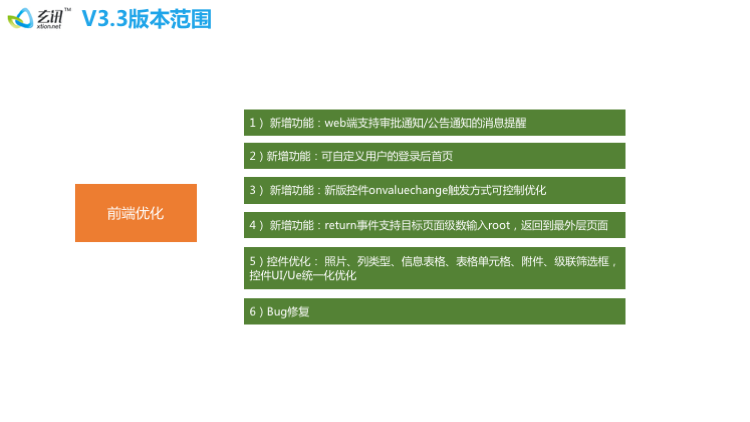 玄讯™
xtion.net
V3.3版本范围
前端优化
1） 新增功能：web端支持审批通知/公告通知的消息提醒
2）新增功能：可自定义用户的登录后首页
3） 新增功能：新版控件onvaluechange触发方式可控制优化
4） 新增功能：return事件支持目标页面级数输入root，返回到最外层页面
5）控件优化： 照片、列类型、信息表格、表格单元格、附件、级联筛选框，
控件UI/Ue统一化优化
6）Bug修复